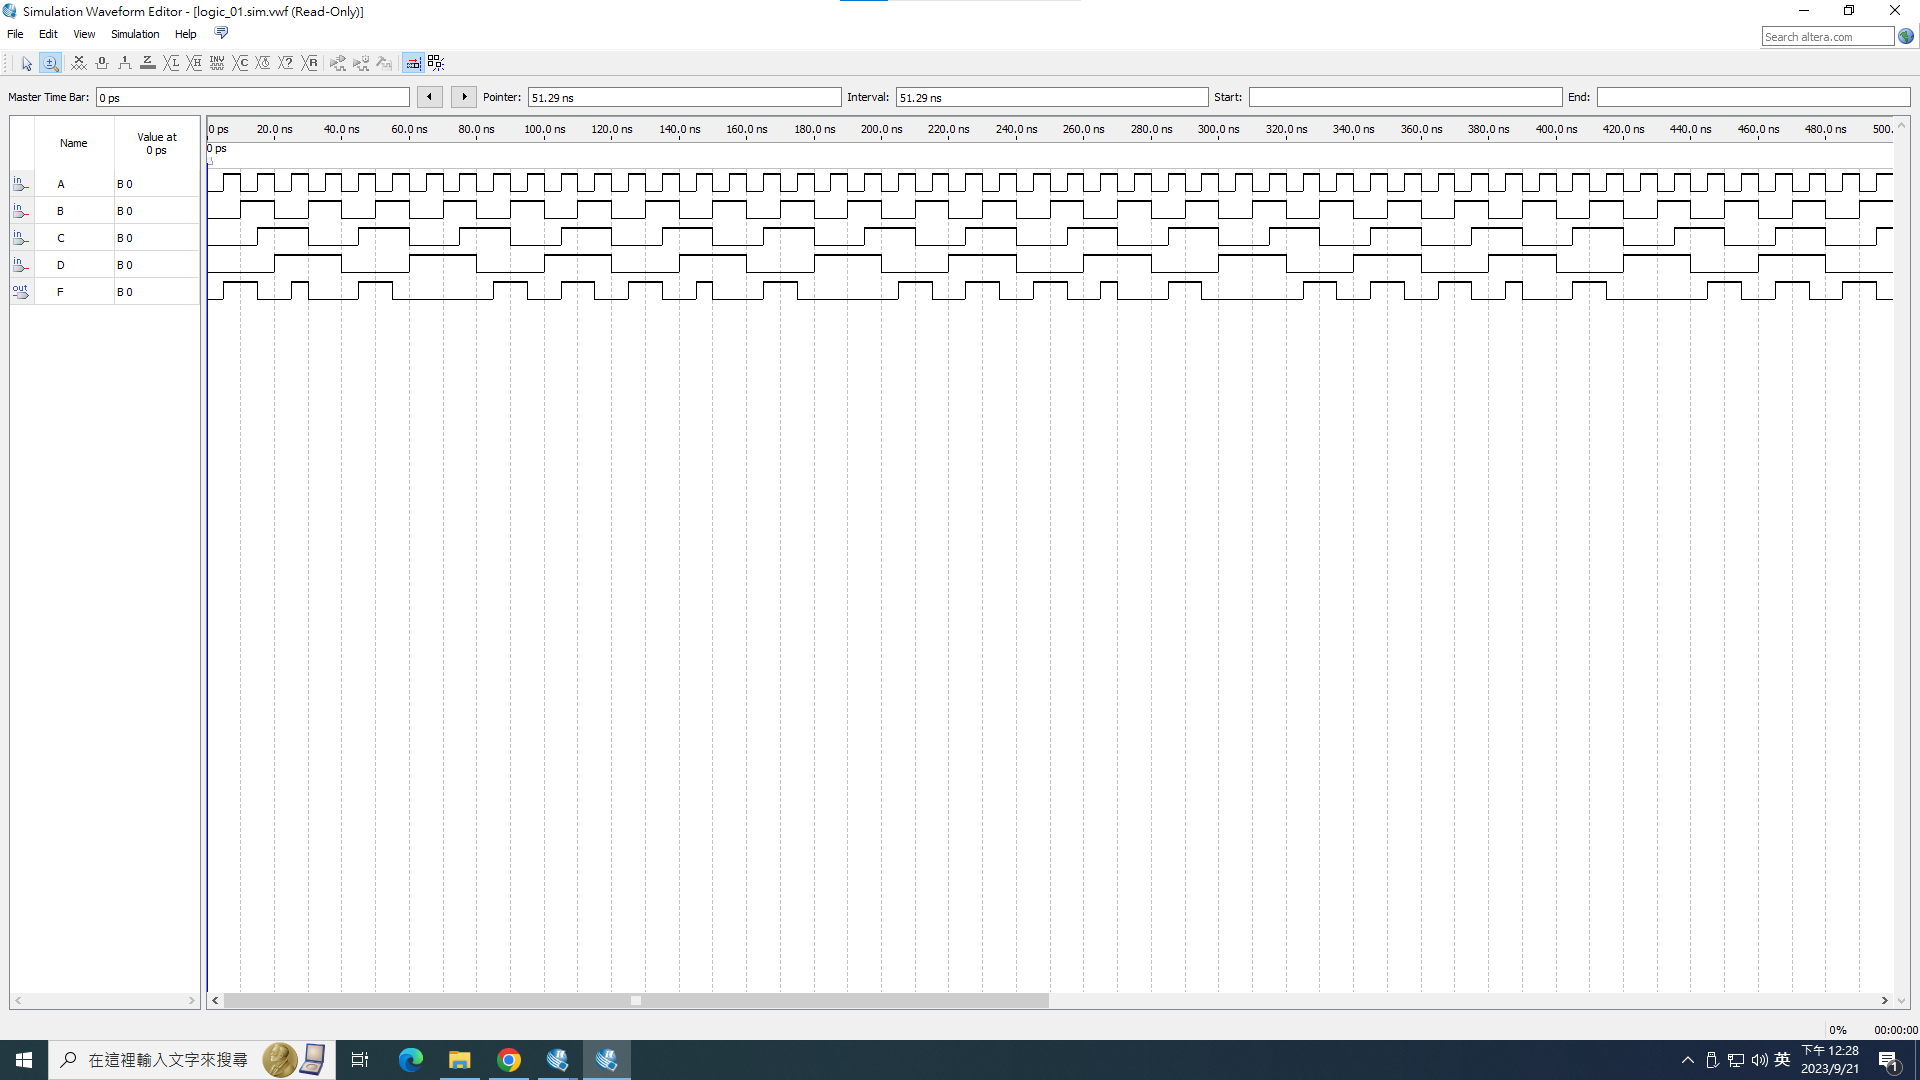 Simulation Waveform Editor - [logic_01.sim.vwf (Read-Only)]
File Edit View Simulation Help
Search altera.com
Master Time Bar: 0 ps Pointer: 51.29 ns Interval: 51.29 ns Start: End:
Name
Value at
0 ps
0 ps 20.0 ns 40.0 ns 60.0 ns 80.0 ns 100.0 ns 120.0 ns 140.0 ns 160.0 ns 180.0 ns 200.0 ns 220.0 ns 240.0 ns 260.0 ns 280.0 ns 300.0 ns 320.0 ns 340.0 ns 360.0 ns 380.0 ns 400.0 ns 420.0 ns 440.0 ns 460.0 ns 480.0 ns 500.
0 ps
in A B 0
in B B 0
in C B 0
in D B 0
out F B 0
0% 00:00:00
在這裡輸入文字來搜尋
英
下午 12:28
2023/9/21
1